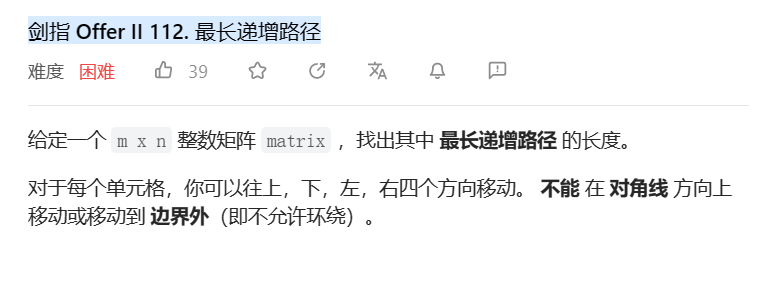 剑指 Offer II 112. 最长递增路径
难度 困难 39
给定一个 m x n 整数矩阵 matrix ，找出其中 最长递增路径 的长度。
对于每个单元格，你可以往上，下，左，右四个方向移动。 不能 在 对角线 方向上
移动或移动到 边界外（即不允许环绕）。